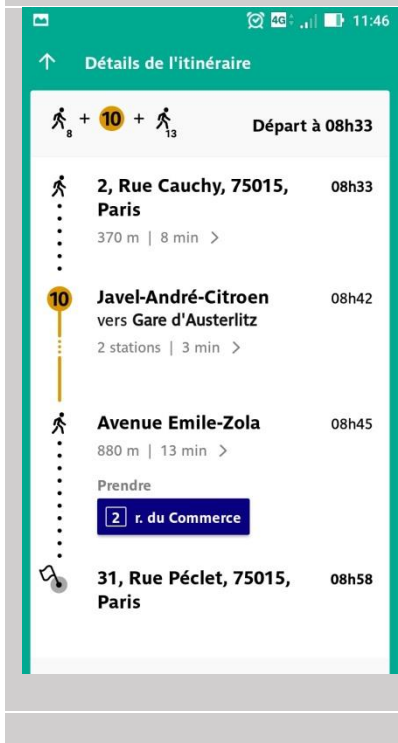 4G 11:46
Détails de l'itinéraire
8 + 10 + 13 Départ à 08h33
2, Rue Cauchy, 75015, 08h33
Paris
370 m | 8 min >
10 Javel-André-Citroen 08h42
vers Gare d'Austerlitz
2 stations | 3 min >
Avenue Emile-Zola 08h45
880 m | 13 min >
Prendre
2 r. du Commerce
31, Rue Péclet, 75015, 08h58
Paris